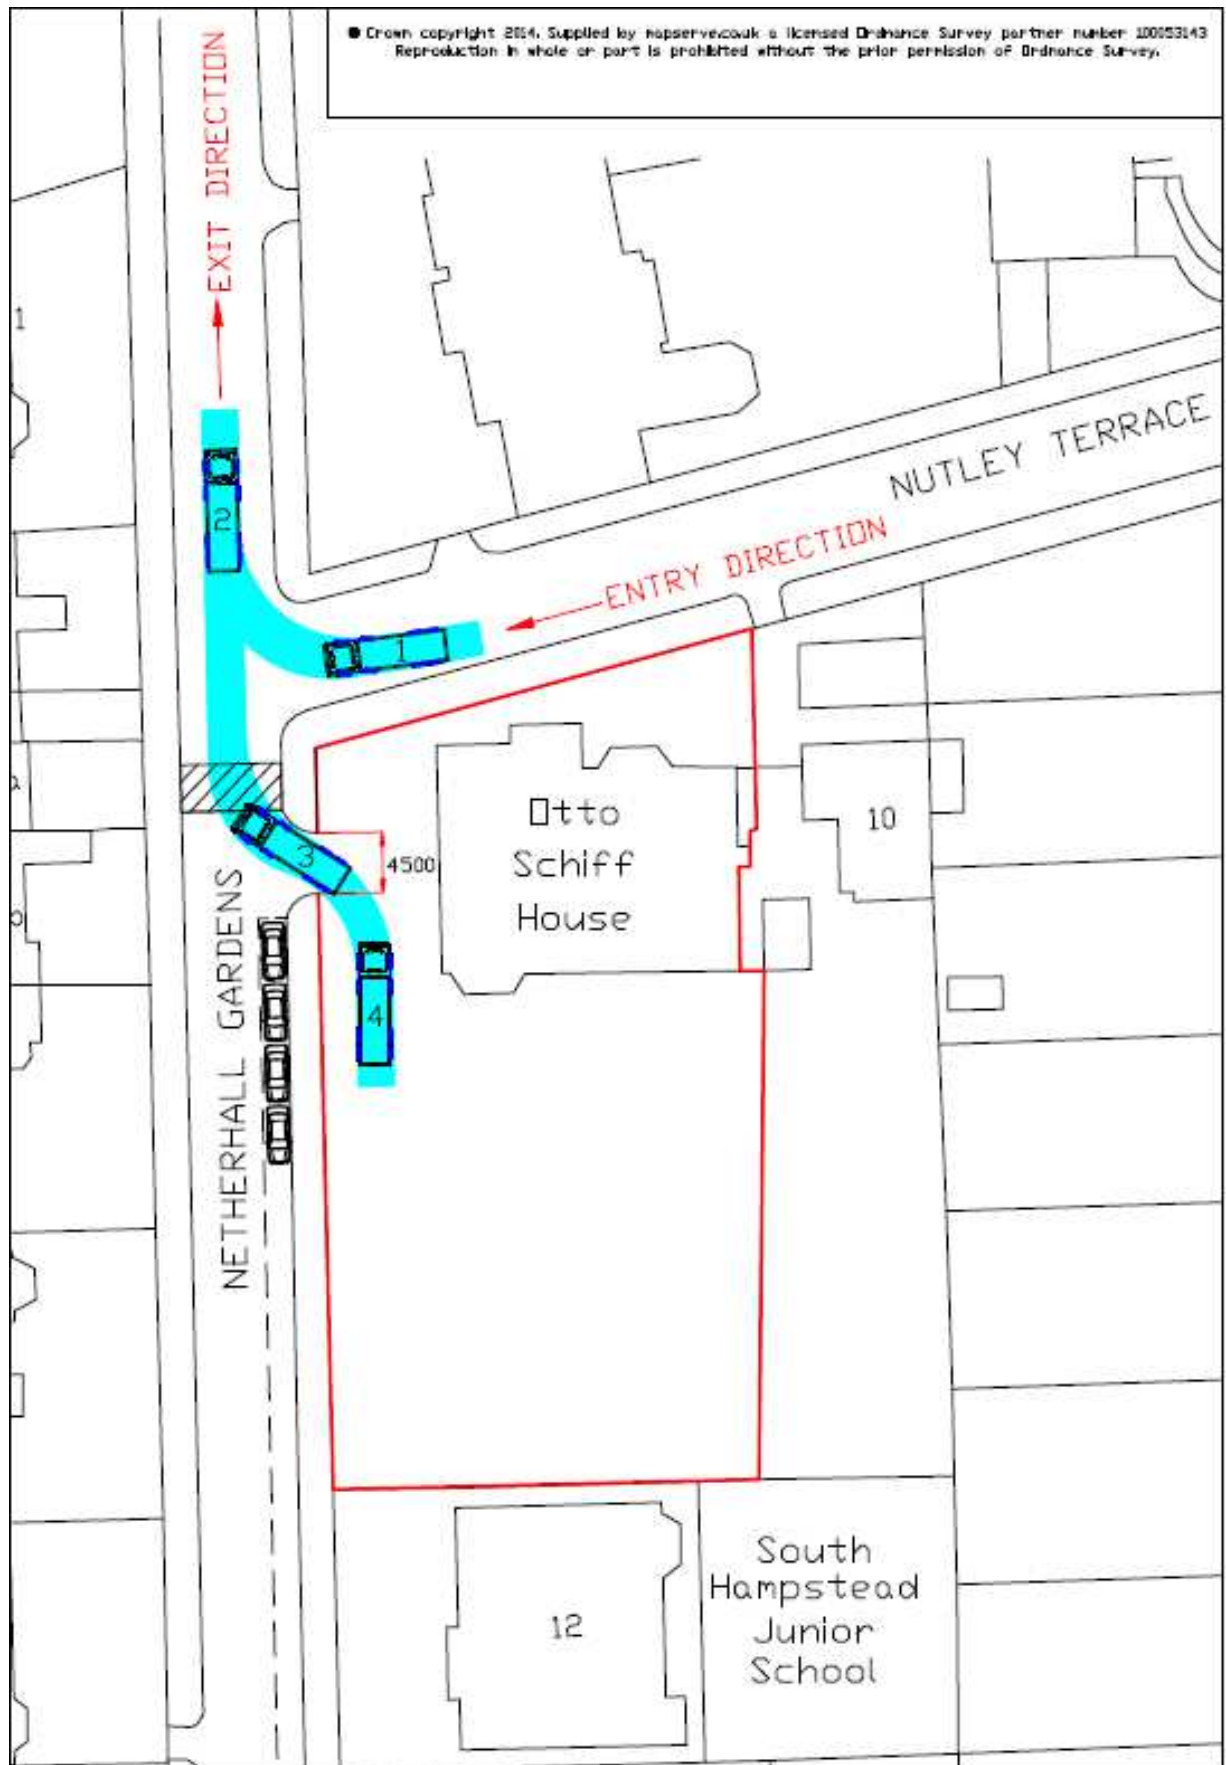 ● Crown copyright 2014. Supplied by mapserve.co.uk a licensed Ordnance Survey partner number 100053143
Reproduction in whole or part is prohibited without the prior permission of Ordnance Survey.
EXIT DIRECTION
1
NUTLEY TERRACE
ENTRY DIRECTION
2
1
3
4500
Otto
Schiff
House
10
NETHERHALL GARDENS
4
South
Hampstead
Junior
School
12